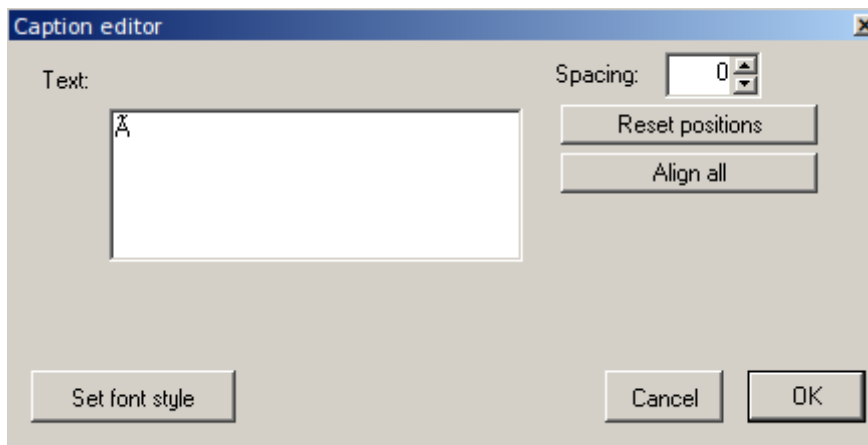 Caption editor
Text:
Spacing: 0
Ã
Reset positions
Align all
Set font style
Cancel
OK